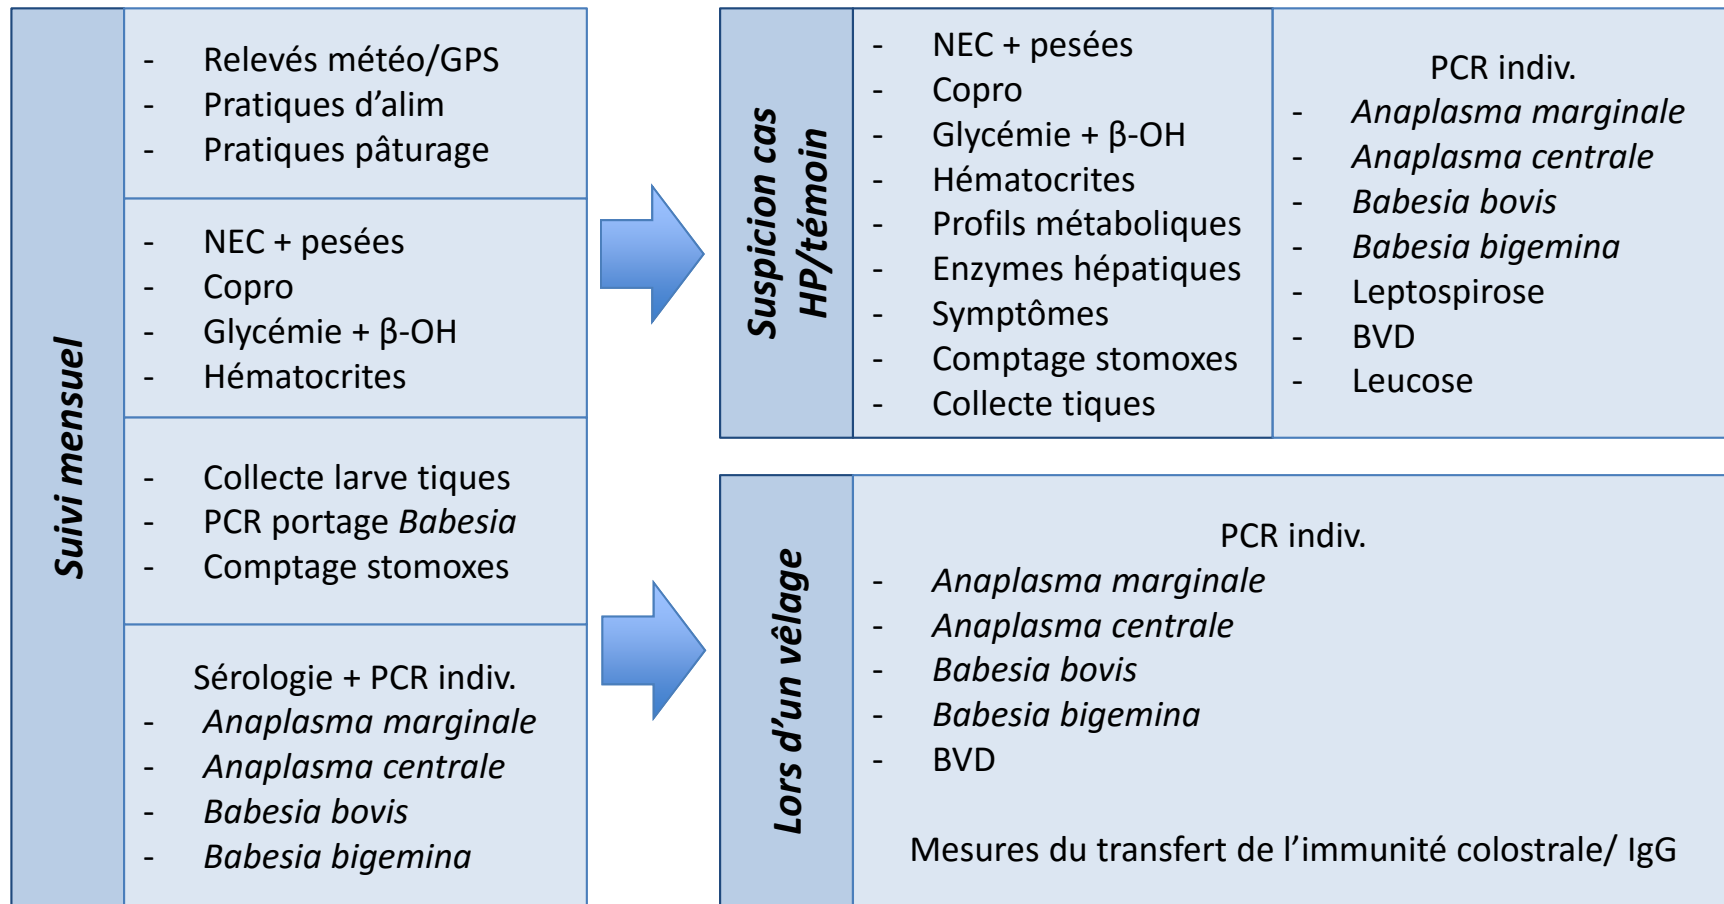 Suivi mensuel
- Relevés météo/GPS
- Pratiques d’alim
- Pratiques pâturage
- NEC + pesées
- Copro
- Glycémie + β-OH
- Hématocrites
- Collecte larve tiques
- PCR portage Babesia
- Comptage stomoxes
Sérologie + PCR indiv.
- Anaplasma marginale
- Anaplasma centrale
- Babesia bovis
- Babesia bigemina
Suspicion cas
HP/témoin
- NEC + pesées
- Copro
- Glycémie + β-OH
- Hématocrites
- Profils métaboliques
- Enzymes hépatiques
- Symptômes
- Comptage stomoxes
- Collecte tiques
PCR indiv.
- Anaplasma marginale
- Anaplasma centrale
- Babesia bovis
- Babesia bigemina
- Leptospirose
- BVD
- Leucose
Lors d’un vêlage
PCR indiv.
- Anaplasma marginale
- Anaplasma centrale
- Babesia bovis
- Babesia bigemina
- BVD
Mesures du transfert de l’immunité colostrale/ IgG